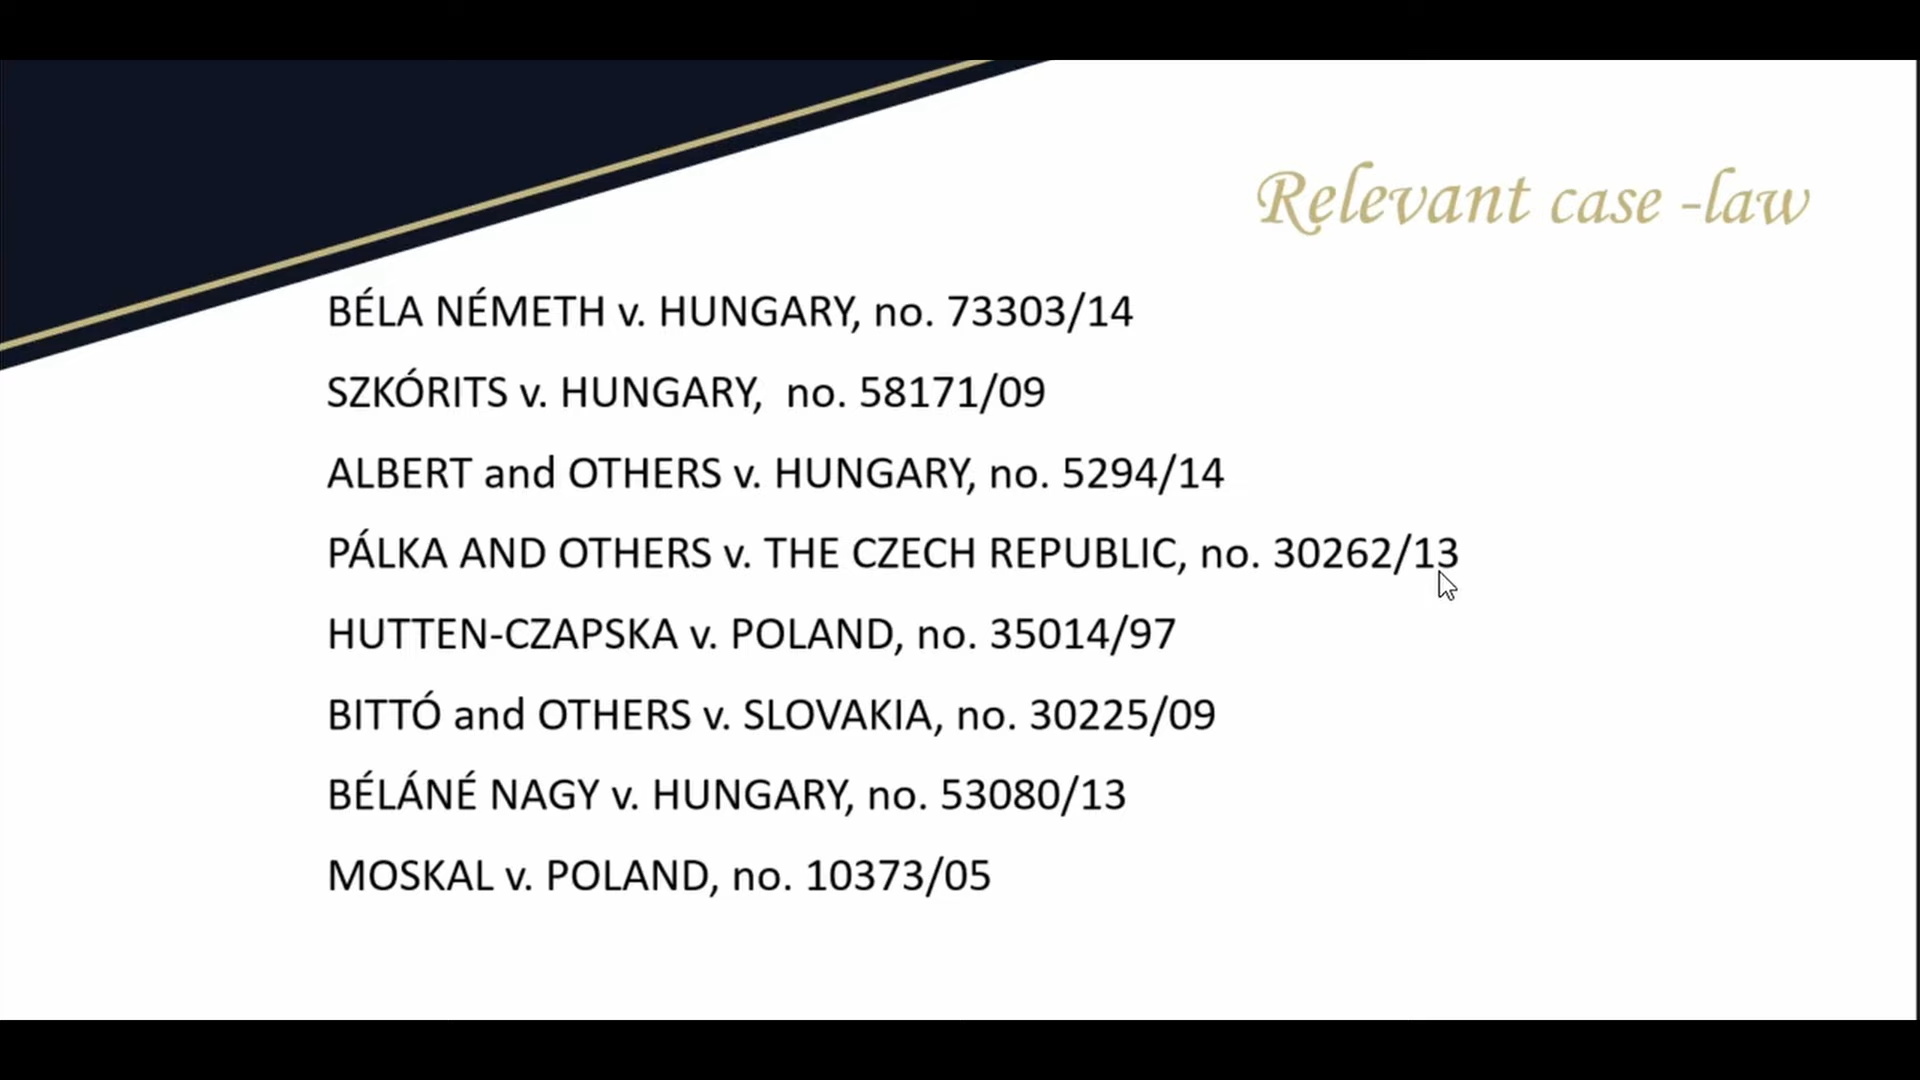 Relevant case -law
BÉLA NÉMETH v. HUNGARY, no. 73303/14
SZKÓRITS v. HUNGARY, no. 58171/09
ALBERT and OTHERS v. HUNGARY, no. 5294/14
PÁLKA AND OTHERS v. THE CZECH REPUBLIC, no. 30262/13
HUTTEN-CZAPSKA v. POLAND, no. 35014/97
BITTÓ and OTHERS v. SLOVAKIA, no. 30225/09
BÉLÁNÉ NAGY v. HUNGARY, no. 53080/13
MOSKAL v. POLAND, no. 10373/05